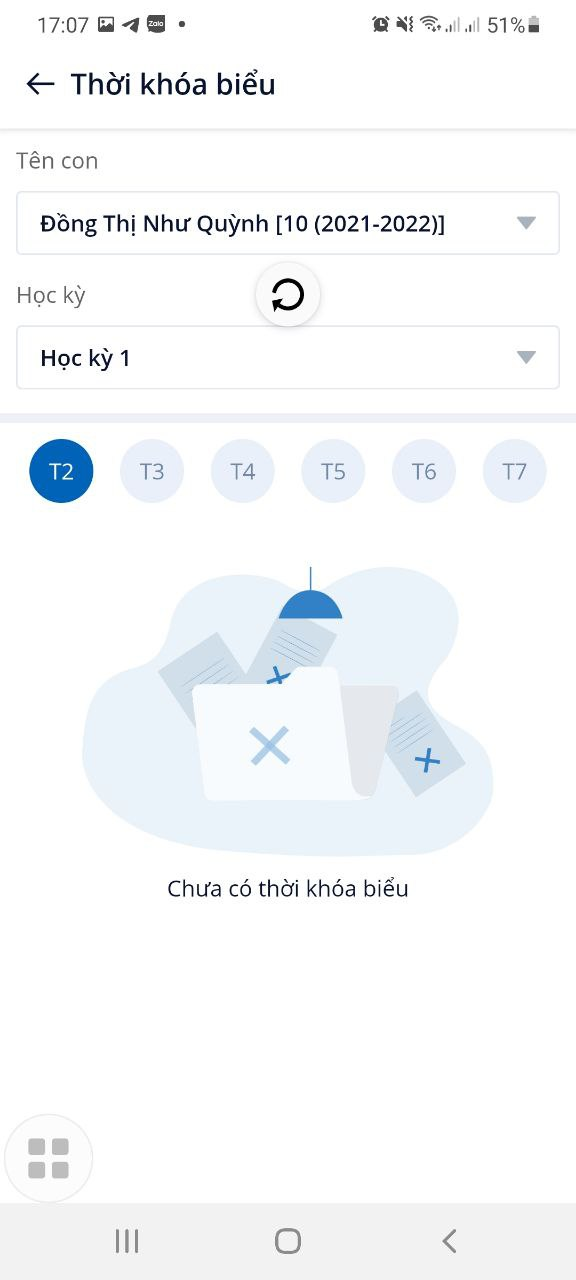 17:07 Zalo 51%
Thời khóa biểu
Tên con
Đồng Thị Như Quỳnh [10 (2021-2022)]
Học kỳ
Học kỳ 1
T2 T3 T4 T5 T6 T7
Chưa có thời khóa biểu